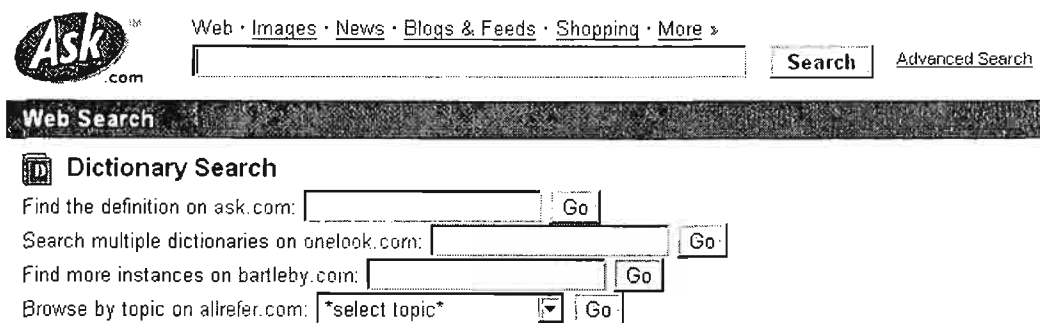 Ask TM
.com
Web · Images · News · Blogs & Feeds · Shopping · More »
Search Advanced Search
Web Search
D Dictionary Search
Find the definition on ask.com: Go
Search multiple dictionaries on onelook.com: Go
Find more instances on bartleby.com: Go
Browse by topic on allrefer.com: *select topic* Go